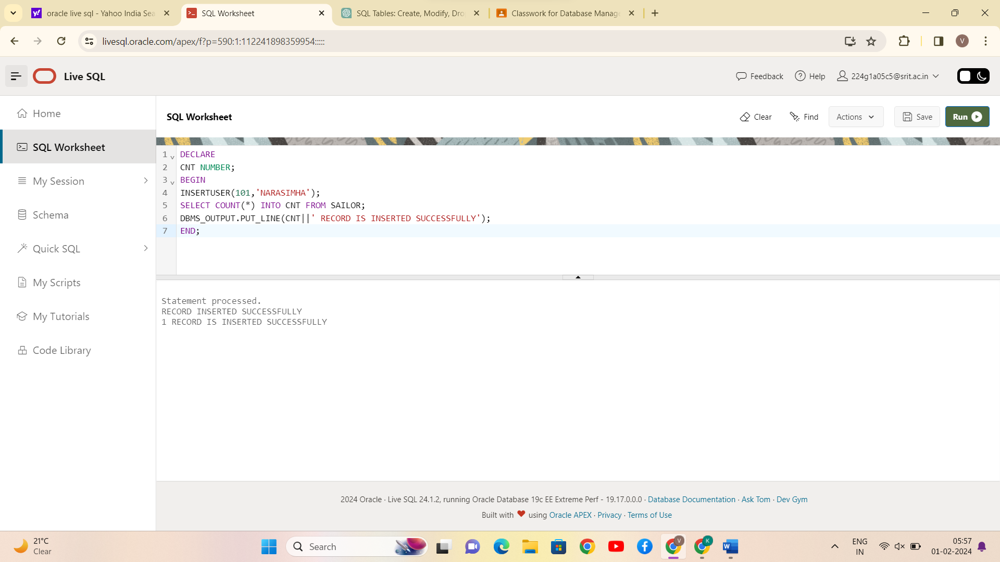 oracle live sql - Yahoo India Sea
SQL Worksheet
SQL Tables: Create, Modify, Dro
Classwork for Database Manage
livesql.oracle.com/apex/f?p=590:1:112241898359954:::::
V
Live SQL
Feedback
Help
224g1a05c5@srit.ac.in
Home
SQL Worksheet
My Session
Schema
Quick SQL
My Scripts
My Tutorials
Code Library
SQL Worksheet
Clear
Find
Actions
Save
Run
1 DECLARE
2 CNT NUMBER;
3 BEGIN
4 INSERTUSER(101,'NARASIMHA');
5 SELECT COUNT(*) INTO CNT FROM SAILOR;
6 DBMS_OUTPUT.PUT_LINE(CNT||' RECORD IS INSERTED SUCCESSFULLY');
7 END;
Statement processed.
RECORD INSERTED SUCCESSFULLY
1 RECORD IS INSERTED SUCCESSFULLY
2024 Oracle · Live SQL 24.1.2, running Oracle Database 19c EE Extreme Perf - 19.17.0.0.0 · Database Documentation · Ask Tom · Dev Gym
Built with ❤ using Oracle APEX · Privacy · Terms of Use
21°C
Clear
Search
V
K
W
ENG
IN
05:57
01-02-2024